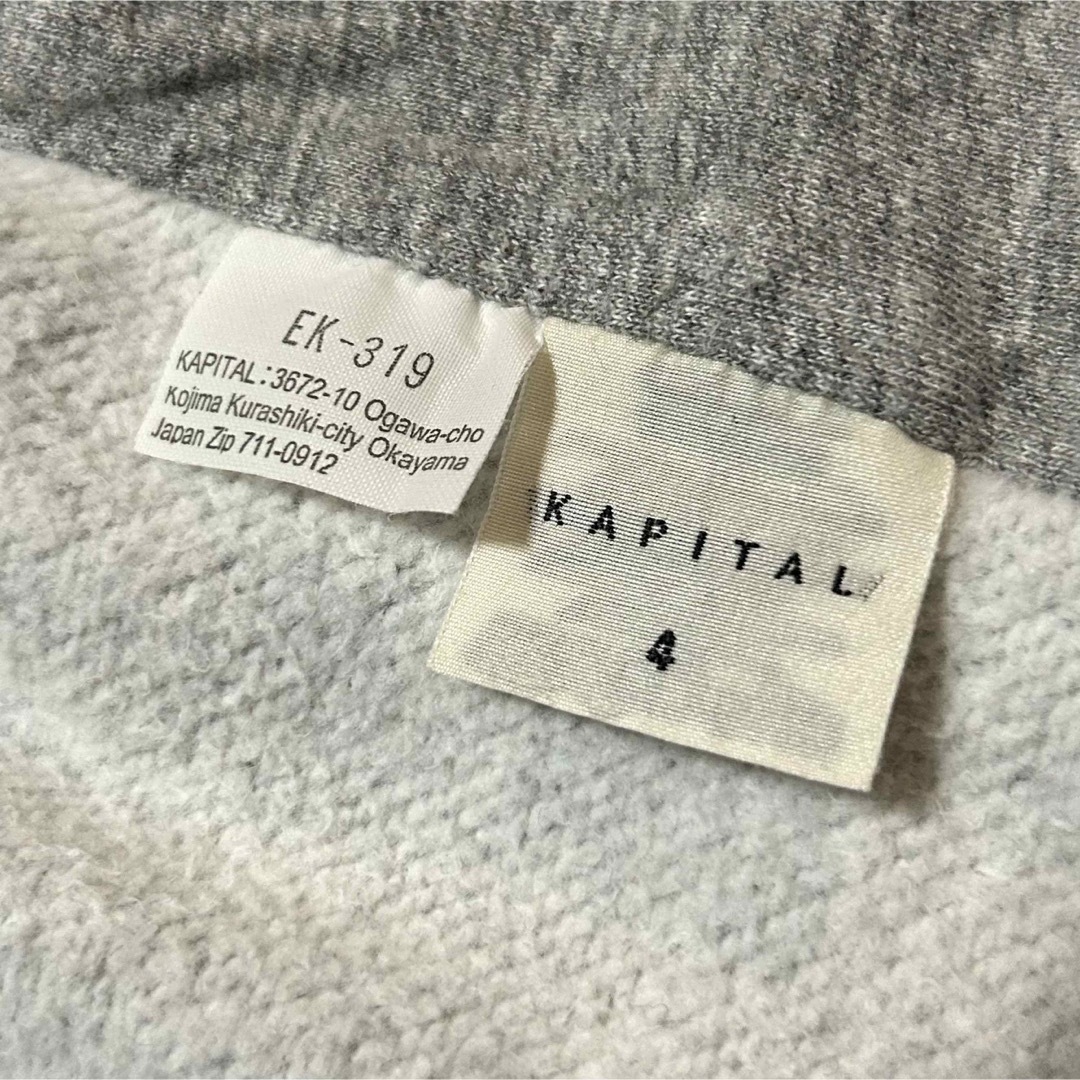 EK-319
KAPITAL:3672-10 Ogawa-cho
Kojima Kurashiki-city Okayama
Japan Zip 711-0912
KAPITAL
4